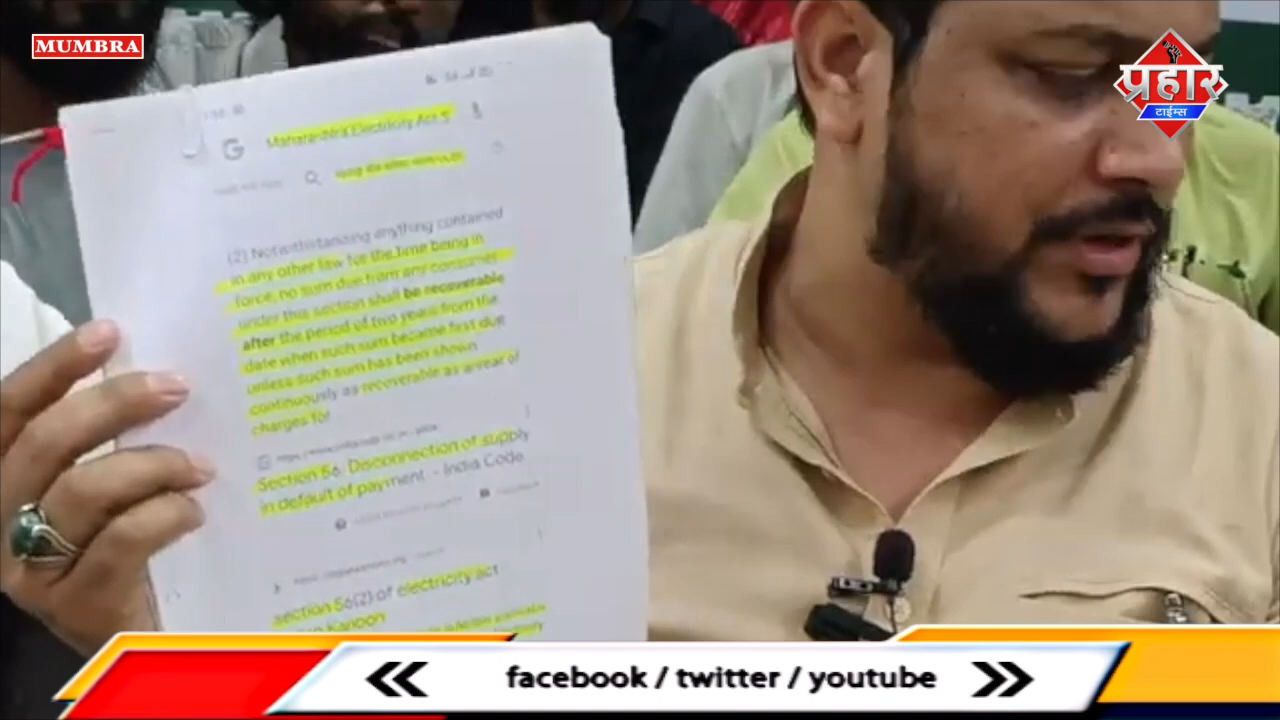 MUMBRA
प्रहार
टाईम्स
G Maharashtra Electricity Act
(2) Notwithstanding anything contained
in any other law for the time being in
force, no sum due from any consumer
under this section shall be recoverable
after the period of two years from the
date when such sum became first due
unless such sum has been shown
continuously as recoverable as arrear of
charges for
Section 56. Disconnection of supply
in default of payment - India Code
section 56(2) of electricity act
Kanoon
facebook / twitter / youtube